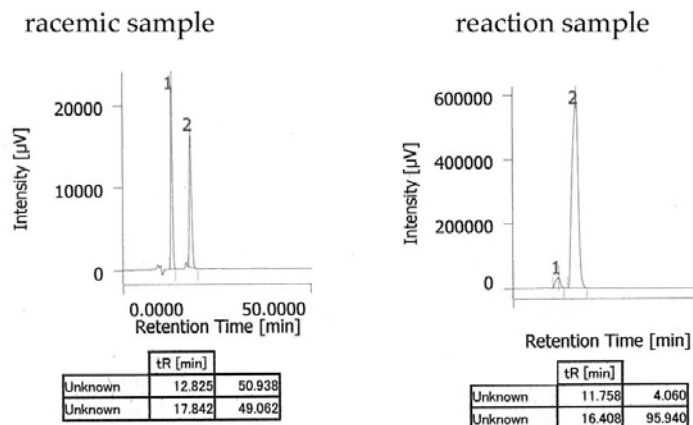 racemic sample
20000
10000
0
Intensity [µV]
1
2
0.0000 50.0000
Retention Time [min]
tR [min]
Unknown 12.825 50.938
Unknown 17.842 49.062
reaction sample
600000
400000
200000
0
Intensity [µV]
1
2
Retention Time [min]
tR [min]
Unknown 11.758 4.060
Unknown 16.408 95.940